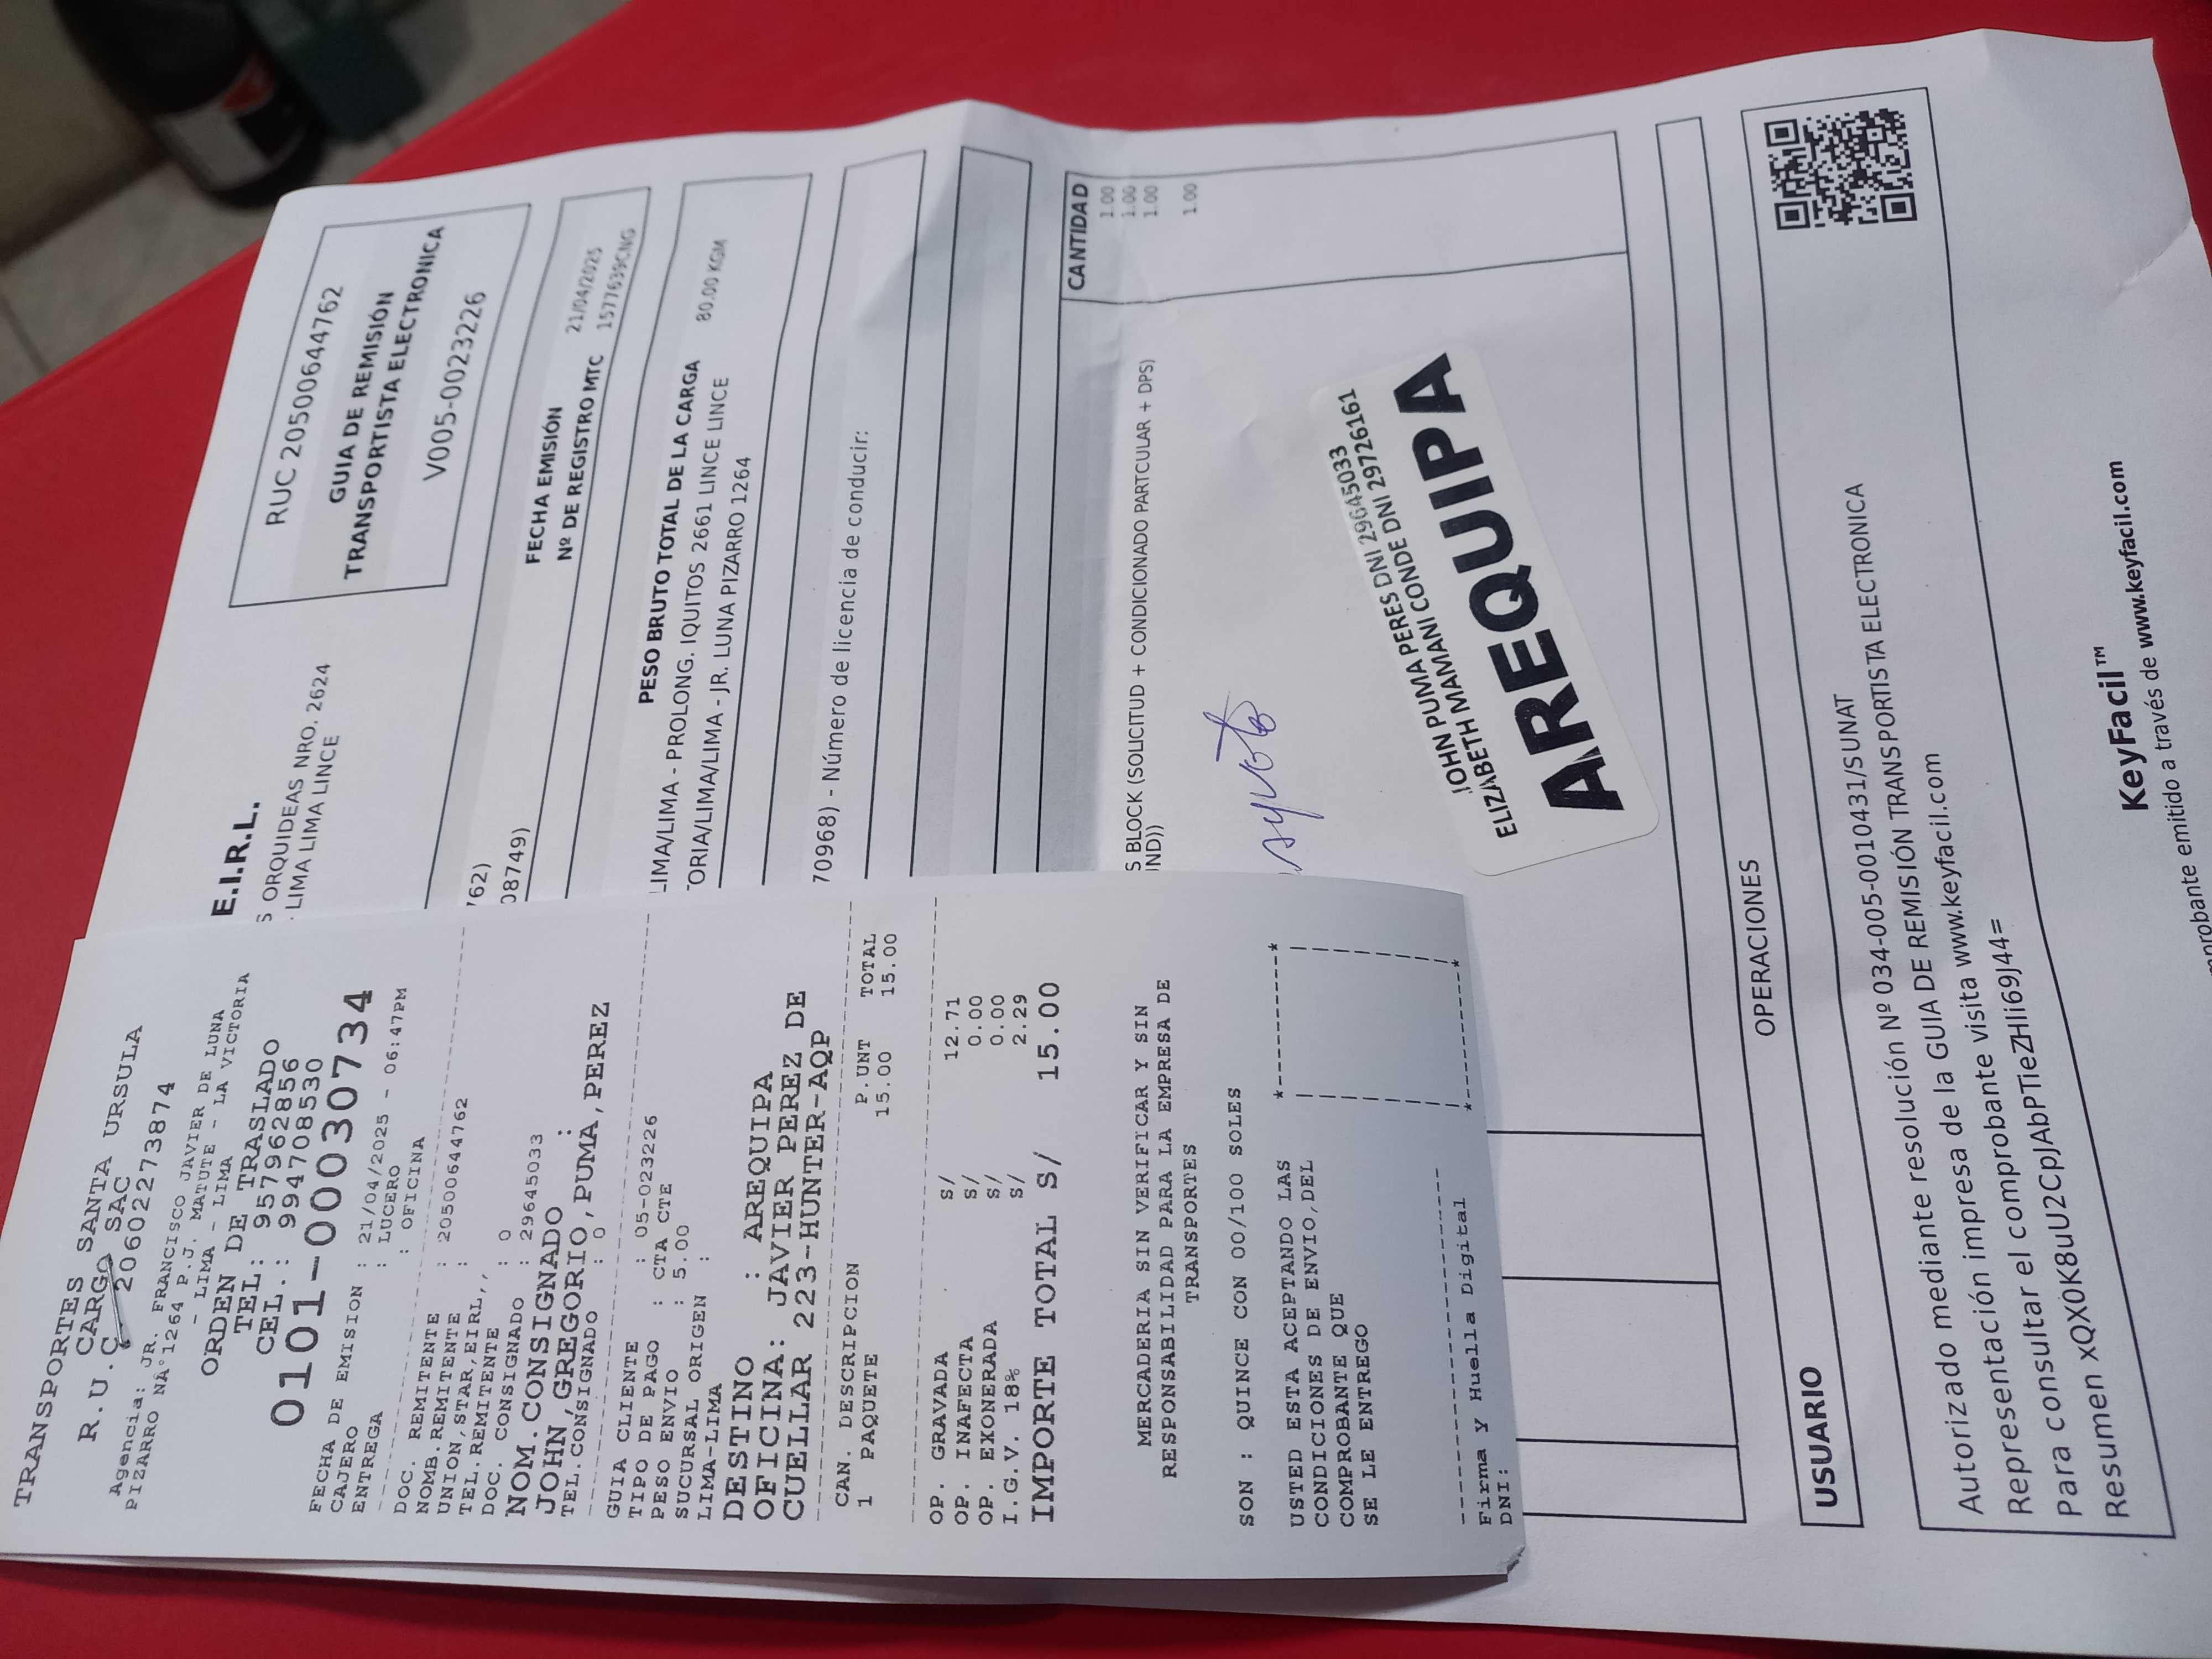 TRANSPORTES SANTA URSULA
CARGO SAC
R.U.C. 20602273874
Agencia: JR. FRANCISCO JAVIER DE LUNA
PIZARRO NA°1264 P.J. MATUTE - LA VICTORIA
- LIMA - LIMA
ORDEN DE TRASLADO
TEL: 957962856
CEL.: 994708530
0101-00030734
FECHA DE EMISION : 21/04/2025 - 06:47PM
CAJERO : LUCERO
ENTREGA : OFICINA
DOC. REMITENTE : 20500644762
NOMB.REMITENTE :
UNION,STAR,EIRL,,
TEL.REMITENTE : 0
DOC. CONSIGNADO : 29645033
NOM.CONSIGNADO :
JOHN,GREGORIO,PUMA,PEREZ
TEL.CONSIGNADO : 0
GUIA CLIENTE : 05-023226
TIPO DE PAGO : CTA CTE
PESO ENVIO : 5.00
SUCURSAL ORIGEN :
LIMA-LIMA
DESTINO : AREQUIPA
OFICINA: JAVIER PEREZ DE
CUELLAR 223-HUNTER-AQP
CAN. DESCRIPCION P.UNT TOTAL
1 PAQUETE 15.00 15.00
OP. GRAVADA S/ 12.71
OP. INAFECTA S/ 0.00
OP. EXONERADA S/ 0.00
I.G.V. 18% S/ 2.29
IMPORTE TOTAL S/ 15.00
MERCADERIA SIN VERIFICAR Y SIN
RESPONSABILIDAD PARA LA EMPRESA DE
TRANSPORTES
SON : QUINCE CON 00/100 SOLES
USTED ESTA ACEPTANDO LAS
CONDICIONES DE ENVIO,DEL
COMPROBANTE QUE
SE LE ENTREGO
Firma y Huella Digital
DNI:
E.I.R.L.
S ORQUIDEAS NRO. 2624
- LIMA LIMA LINCE
RUC 20500644762
GUIA DE REMISIÓN
TRANSPORTISTA ELECTRONICA
V005-0023226
762)
08749)
FECHA EMISIÓN 21/04/2025
Nº DE REGISTRO MTC 1577639CNG
PESO BRUTO TOTAL DE LA CARGA 80.00 KGM
LIMA/LIMA - PROLONG. IQUITOS 2661 LINCE LINCE
TORIA/LIMA/LIMA - JR. LUNA PIZARRO 1264
70968) - Número de licencia de conducir:
CANTIDAD
1.00
1.00
1.00
S BLOCK (SOLICITUD + CONDICIONADO PARTCULAR + DPS)
1.00
UND))
JOHN PUMA PERES DNI 29645033
ELIZABETH MAMANI CONDE DNI 29726161
AREQUIPA
OPERACIONES
USUARIO
Autorizado mediante resolución Nº 034-005-0010431/SUNAT
Representación impresa de la GUIA DE REMISIÓN TRANSPORTISTA ELECTRONICA
Para consultar el comprobante visita www.keyfacil.com
Resumen xQX0K8uU2CpJAbPTieZHli69J44=
KeyFacil™
mprobante emitido a través de www.keyfacil.com